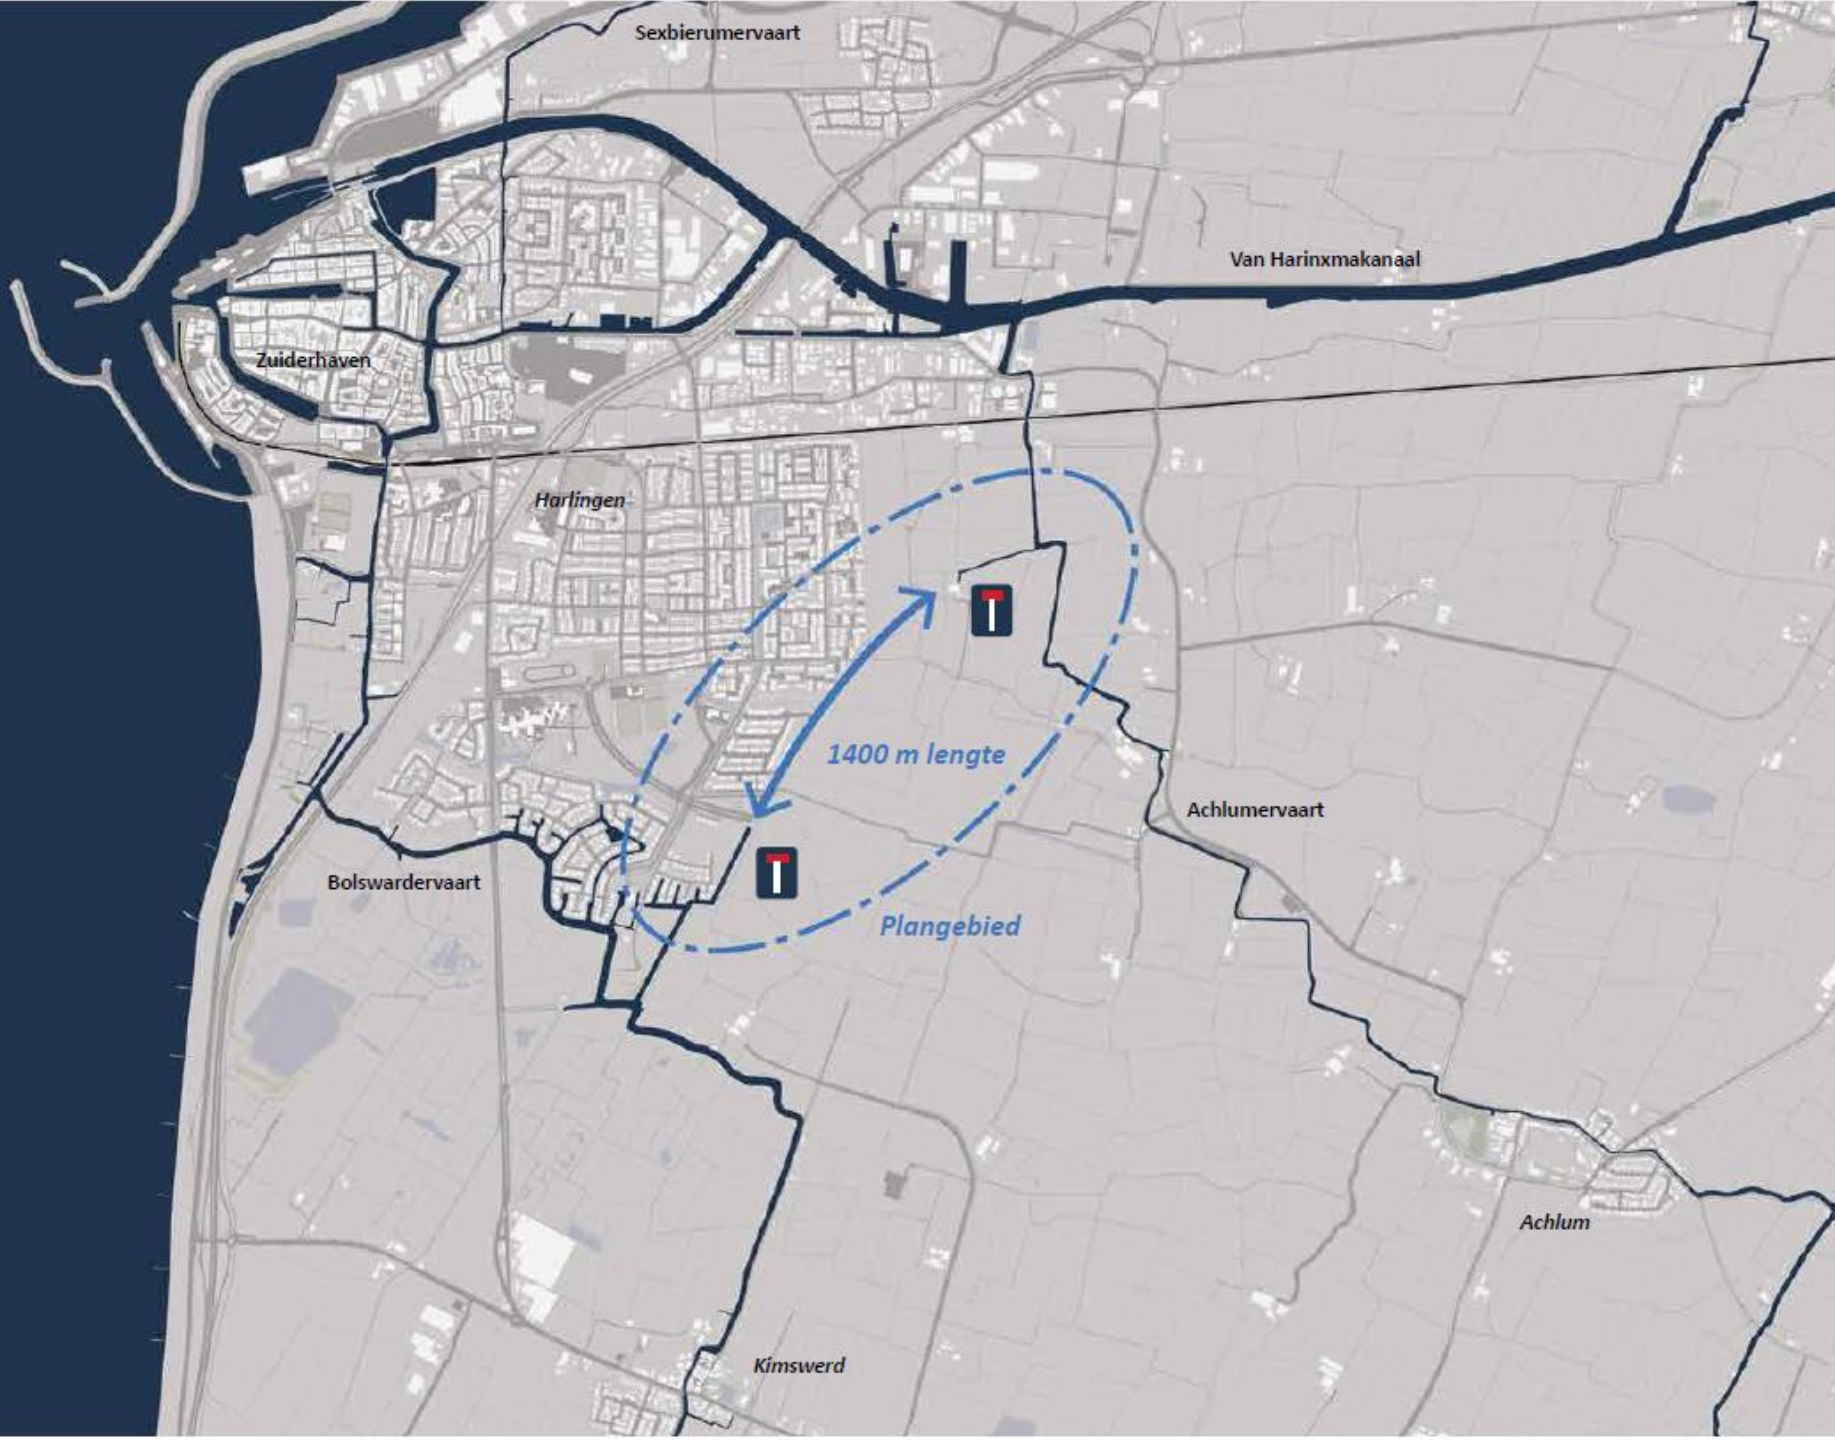 Sexbierumervaart
Van Harinxmakanaal
Zuiderhaven
Harlingen
1400 m lengte
Achlumervaart
Bolswardervaart
Plangebied
Achlum
Kimswerd